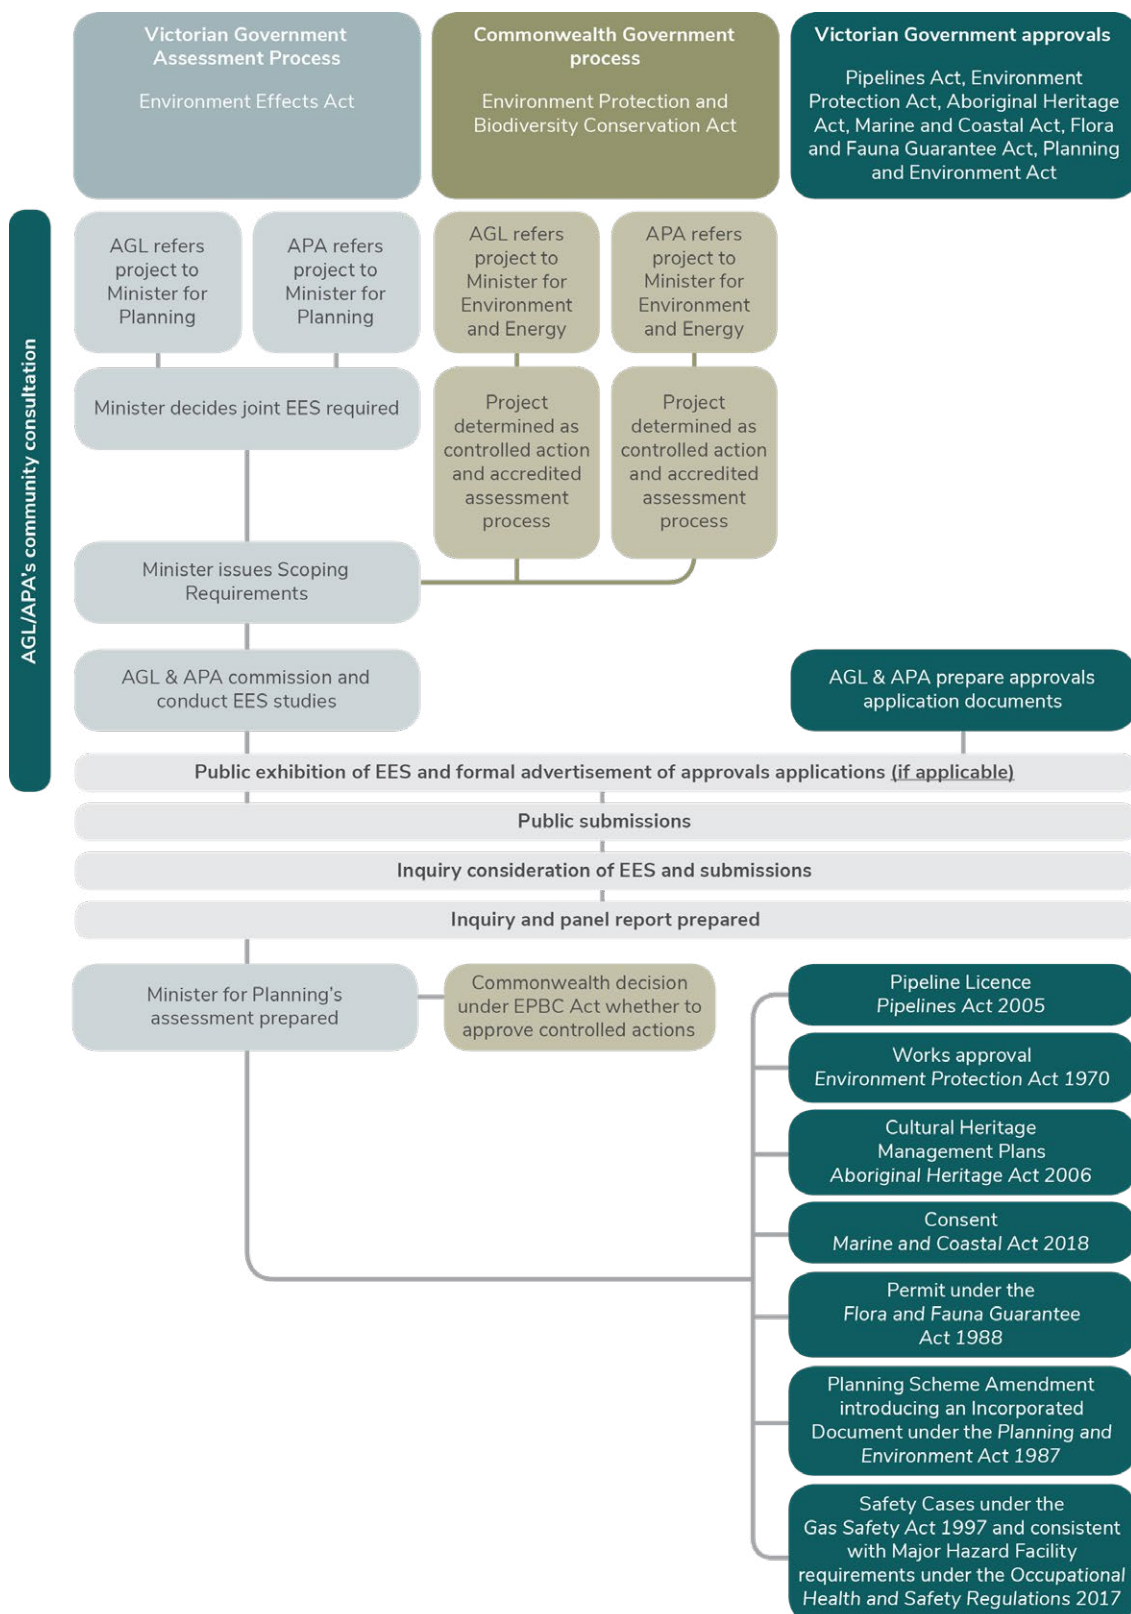 Victorian Government
Assessment Process
Environment Effects Act
Commonwealth Government
process
Environment Protection and
Biodiversity Conservation Act
Victorian Government approvals
Pipelines Act, Environment
Protection Act, Aboriginal Heritage
Act, Marine and Coastal Act, Flora
and Fauna Guarantee Act, Planning
and Environment Act
AGL/APA's community consultation
AGL refers
project to
Minister for
Planning
APA refers
project to
Minister for
Planning
AGL refers
project to
Minister for
Environment
and Energy
APA refers
project to
Minister for
Environment
and Energy
Minister decides joint EES required
Project
determined as
controlled action
and accredited
assessment
process
Project
determined as
controlled action
and accredited
assessment
process
Minister issues Scoping
Requirements
AGL & APA commission and
conduct EES studies
AGL & APA prepare approvals
application documents
Public exhibition of EES and formal advertisement of approvals applications (if applicable)
Public submissions
Inquiry consideration of EES and submissions
Inquiry and panel report prepared
Minister for Planning's
assessment prepared
Commonwealth decision
under EPBC Act whether to
approve controlled actions
Pipeline Licence
Pipelines Act 2005
Works approval
Environment Protection Act 1970
Cultural Heritage
Management Plans
Aboriginal Heritage Act 2006
Consent
Marine and Coastal Act 2018
Permit under the
Flora and Fauna Guarantee
Act 1988
Planning Scheme Amendment
introducing an Incorporated
Document under the Planning and
Environment Act 1987
Safety Cases under the
Gas Safety Act 1997 and consistent
with Major Hazard Facility
requirements under the Occupational
Health and Safety Regulations 2017